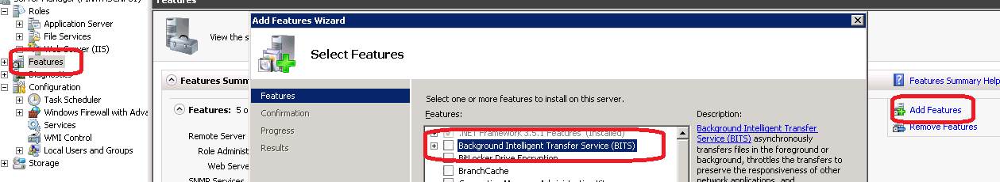 Features
Roles
Application Server
File Services
Web Server (IIS)
Features
Diagnostics
Configuration
Task Scheduler
Windows Firewall with Adva
Services
WMI Control
Local Users and Groups
Storage
View the s
Features Summ
Features: 5 o
Remote Server
Role Administ
Web Serv
SNMP Services
Add Features Wizard
Select Features
Features
Confirmation
Progress
Results
Select one or more features to install on this server.
Features:
.NET Framework 3.5.1 Features (Installed)
Background Intelligent Transfer Service (BITS)
BitLocker Drive Encryption
BranchCache
Description:
Background Intelligent Transfer
Service (BITS) asynchronously
transfers files in the foreground or
background, throttles the transfers to
preserve the responsiveness of other
network applications, and
Features Summary Help
Add Features
Remove Features